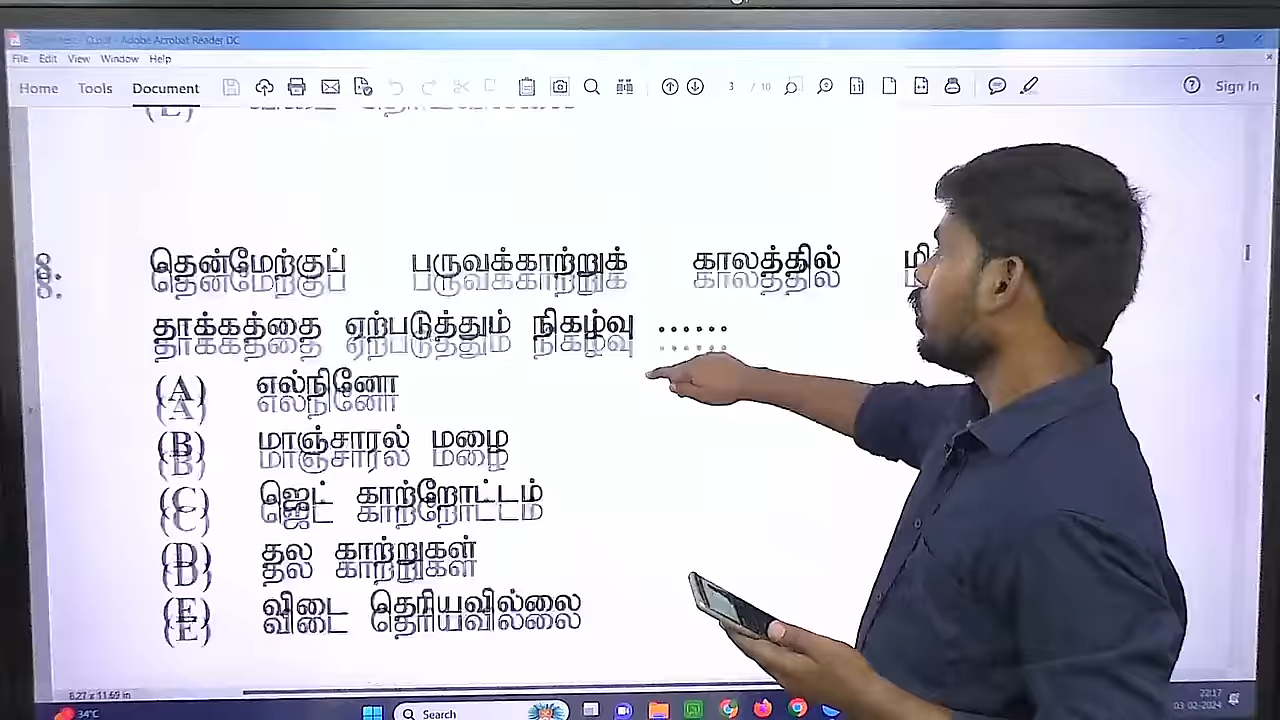 Adobe Acrobat Reader DC
File Edit View Window Help
Home Tools Document 3 / 10 Sign In
8. தென்மேற்குப் பருவக்காற்றுக் காலத்தில்
தாக்கத்தை ஏற்படுத்தும் நிகழ்வு ......
(A) எல்நினோ
(B) மாஞ்சாரல் மழை
(C) ஜெட் காற்றோட்டம்
(D) தல காற்றுகள்
(E) விடை தெரியவில்லை
8.27 x 11.69 in
34°C Search 22:17
03-02-2024